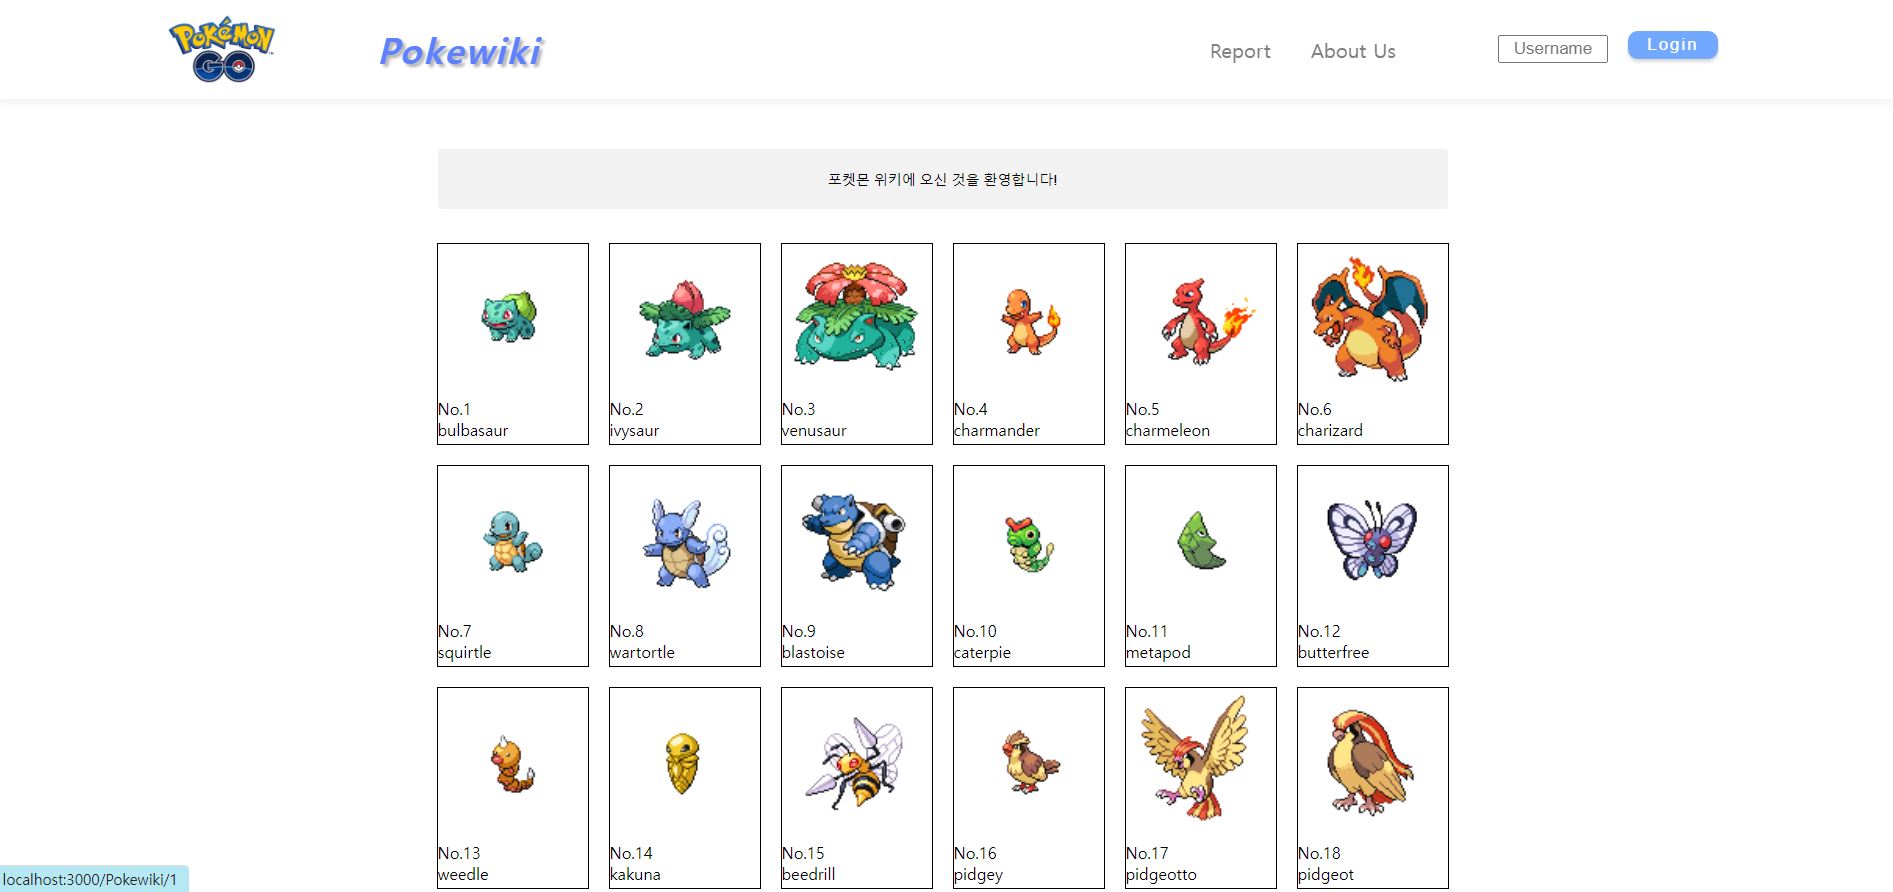 Pokémon
GO
Pokewiki
Report
About Us
Username
Login
포켓몬 위키에 오신 것을 환영합니다!
No.1
bulbasaur
No.2
ivysaur
No.3
venusaur
No.4
charmander
No.5
charmeleon
No.6
charizard
No.7
squirtle
No.8
wartortle
No.9
blastoise
No.10
caterpie
No.11
metapod
No.12
butterfree
No.13
weedle
No.14
kakuna
No.15
beedrill
No.16
pidgey
No.17
pidgeotto
No.18
pidgeot
localhost:3000/Pokewiki/1